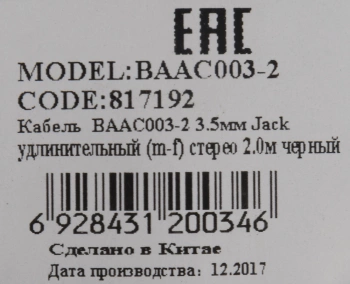 EAC
MODEL:BAAC003-2
CODE:817192
Кабель BAAC003-2 3.5мм Jack
удлинительный (m-f) стерео 2.0м черный
6 928431 200346
Сделано в Китае
Дата производства: 12.2017